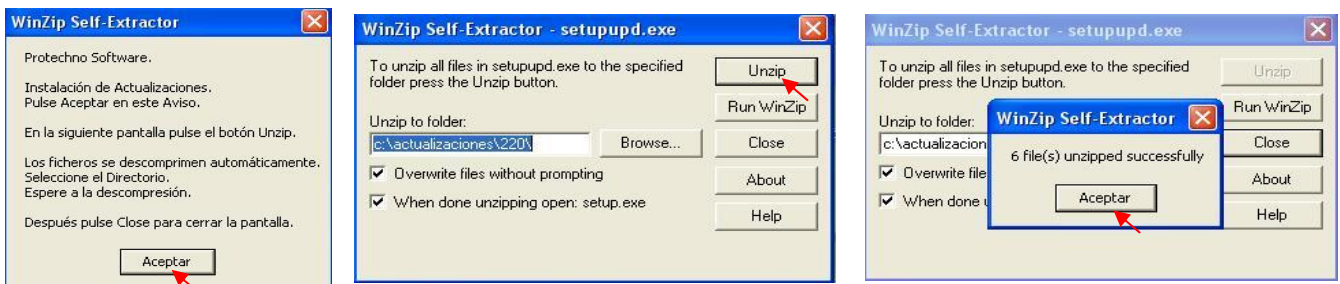 WinZip Self-Extractor
Protechno Software.
Instalación de Actualizaciones.
Pulse Aceptar en este Aviso.
En la siguiente pantalla pulse el botón Unzip.
Los ficheros se descomprimen automáticamente.
Seleccione el Directorio.
Espere a la descompresión.
Después pulse Close para cerrar la pantalla.
Aceptar
WinZip Self-Extractor - setupupd.exe
To unzip all files in setupupd.exe to the specified
folder press the Unzip button.
Unzip to folder:
c:\actualizaciones\220\
Browse...
Overwrite files without prompting
When done unzipping open: setup.exe
Unzip
Run WinZip
Close
About
Help
WinZip Self-Extractor - setupupd.exe
To unzip all files in setupupd.exe to the specified
folder press the Unzip button.
Unzip to folder:
c:\actualizacion
Overwrite file
When done u
Unzip
Run WinZip
Close
About
Help
WinZip Self-Extractor
6 file(s) unzipped successfully
Aceptar